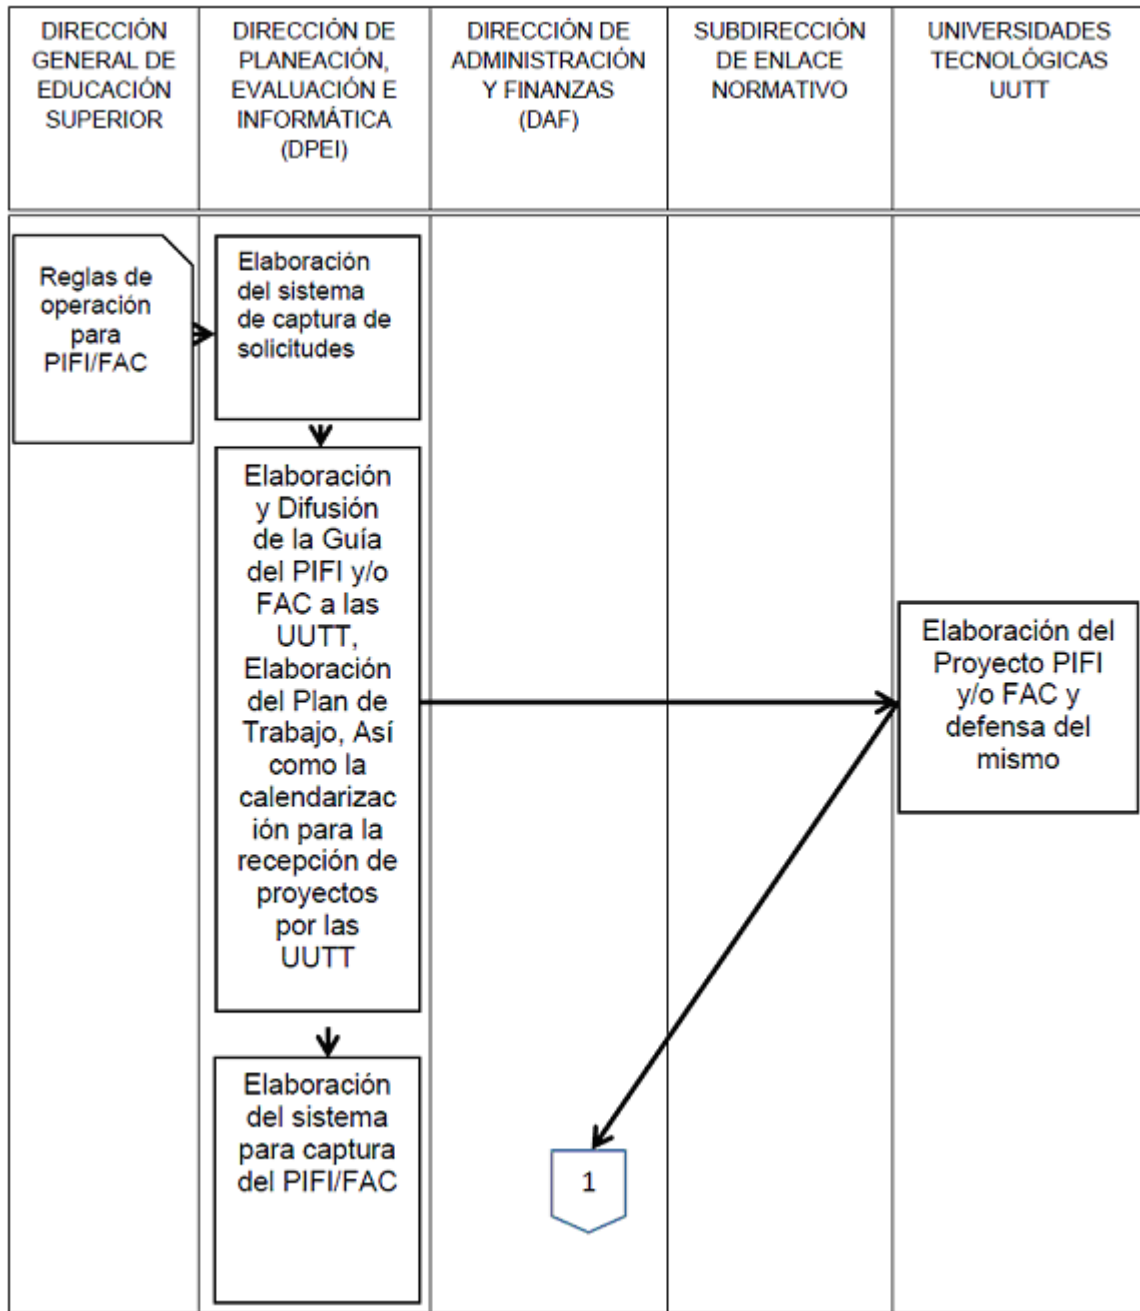 DIRECCIÓN
GENERAL DE
EDUCACIÓN
SUPERIOR
DIRECCIÓN DE
PLANEACIÓN,
EVALUACIÓN E
INFORMÁTICA
(DPEI)
DIRECCIÓN DE
ADMINISTRACIÓN
Y FINANZAS
(DAF)
SUBDIRECCIÓN
DE ENLACE
NORMATIVO
UNIVERSIDADES
TECNOLÓGICAS
UUTT
Reglas de
operación
para
PIFI/FAC
Elaboración
del sistema
de captura de
solicitudes
Elaboración
y Difusión
de la Guía
del PIFI y/o
FAC a las
UUTT,
Elaboración
del Plan de
Trabajo, Así
como la
calendarizac
ión para la
recepción de
proyectos
por las
UUTT
Elaboración del
Proyecto PIFI
y/o FAC y
defensa del
mismo
Elaboración
del sistema
para captura
del PIFI/FAC
1